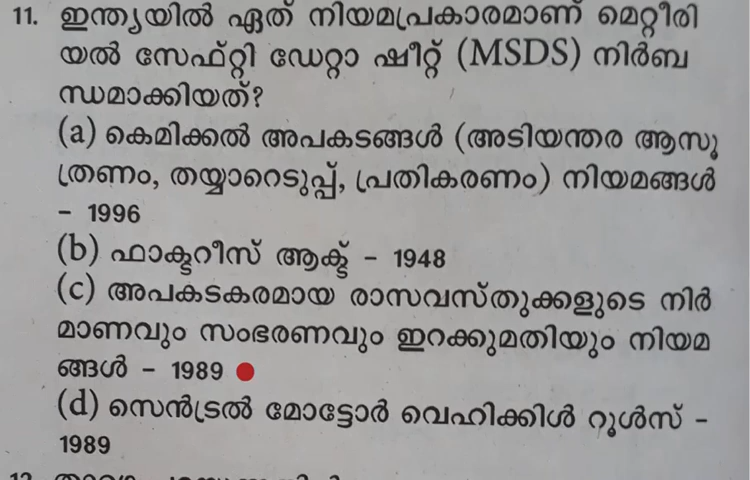 11. ഇന്ത്യയിൽ ഏത് നിയമപ്രകാരമാണ് മെറ്റീരി
യൽ സേഫ്റ്റി ഡേറ്റാ ഷീറ്റ് (MSDS) നിർബ
ന്ധമാക്കിയത്?
(a) കെമിക്കൽ അപകടങ്ങൾ (അടിയന്തര ആസൂ
ത്രണം, തയ്യാറെടുപ്പ്, പ്രതികരണം) നിയമങ്ങൾ
– 1996
(b) ഫാക്ടറീസ് ആക്ട് – 1948
(c) അപകടകരമായ രാസവസ്തുക്കളുടെ നിർ
മാണവും സംഭരണവും ഇറക്കുമതിയും നിയമ
ങ്ങൾ – 1989
(d) സെൻട്രൽ മോട്ടോർ വെഹിക്കിൾ റൂൾസ് –
1989